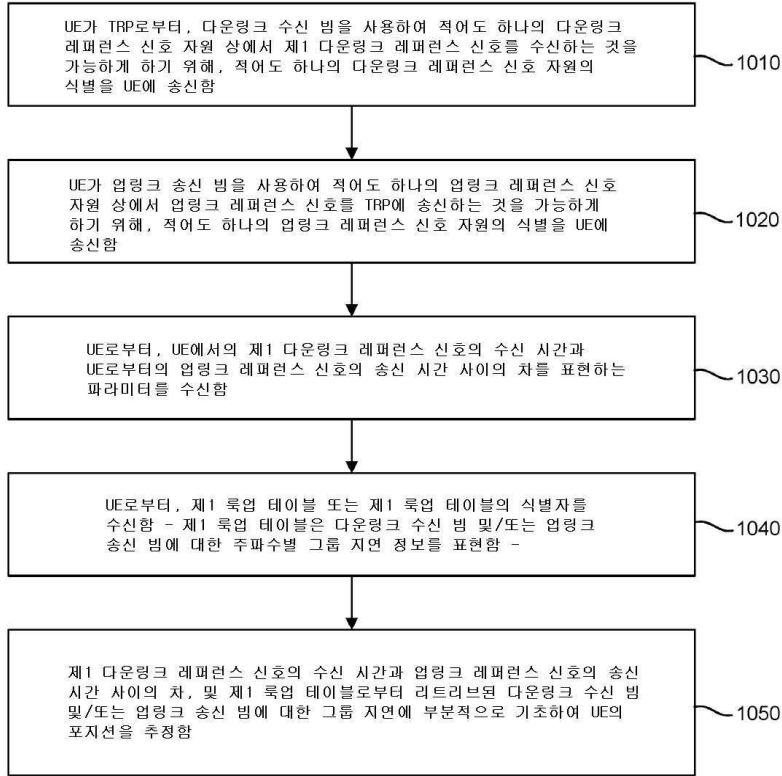 UE가 TRP로부터, 다운링크 수신 빔을 사용하여 적어도 하나의 다운링크
레퍼런스 신호 자원 상에서 제1 다운링크 레퍼런스 신호를 수신하는 것을
가능하게 하기 위해, 적어도 하나의 다운링크 레퍼런스 신호 자원의
식별을 UE에 송신함
1010
UE가 업링크 송신 빔을 사용하여 적어도 하나의 업링크 레퍼런스 신호
자원 상에서 업링크 레퍼런스 신호를 TRP에 송신하는 것을 가능하게
하기 위해, 적어도 하나의 업링크 레퍼런스 신호 자원의 식별을 UE에
송신함
1020
UE로부터, UE에서의 제1 다운링크 레퍼런스 신호의 수신 시간과
UE로부터의 업링크 레퍼런스 신호의 송신 시간 사이의 차를 표현하는
파라미터를 수신함
1030
UE로부터, 제1 룩업 테이블 또는 제1 룩업 테이블의 식별자를
수신함 - 제1 룩업 테이블은 다운링크 수신 빔 및/또는 업링크
송신 빔에 대한 주파수별 그룹 지연 정보를 표현함 -
1040
제1 다운링크 레퍼런스 신호의 수신 시간과 업링크 레퍼런스 신호의 송신
시간 사이의 차, 및 제1 룩업 테이블로부터 리트리브된 다운링크 수신 빔
및/또는 업링크 송신 빔에 대한 그룹 지연에 부분적으로 기초하여 UE의
포지션을 추정함
1050